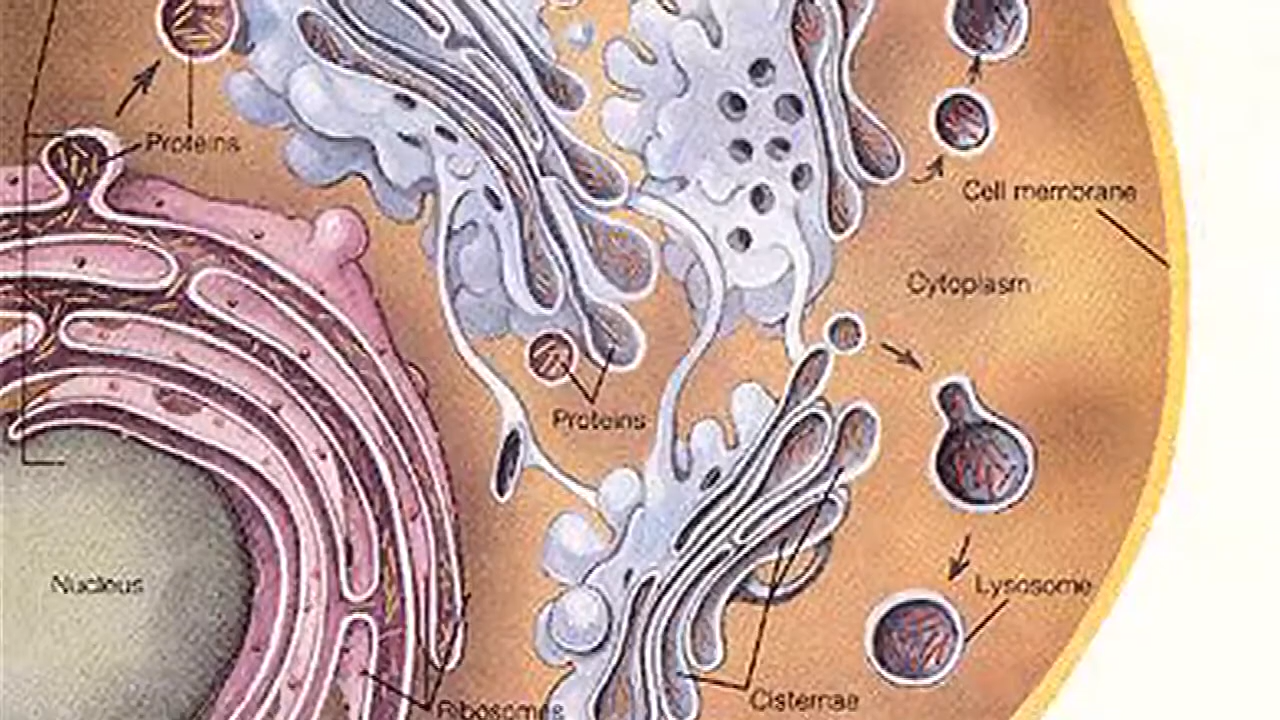 Proteins
Cell membrane
Cytoplasm
Proteins
Nucleus
Lysosome
Cisternae
Ribosomes